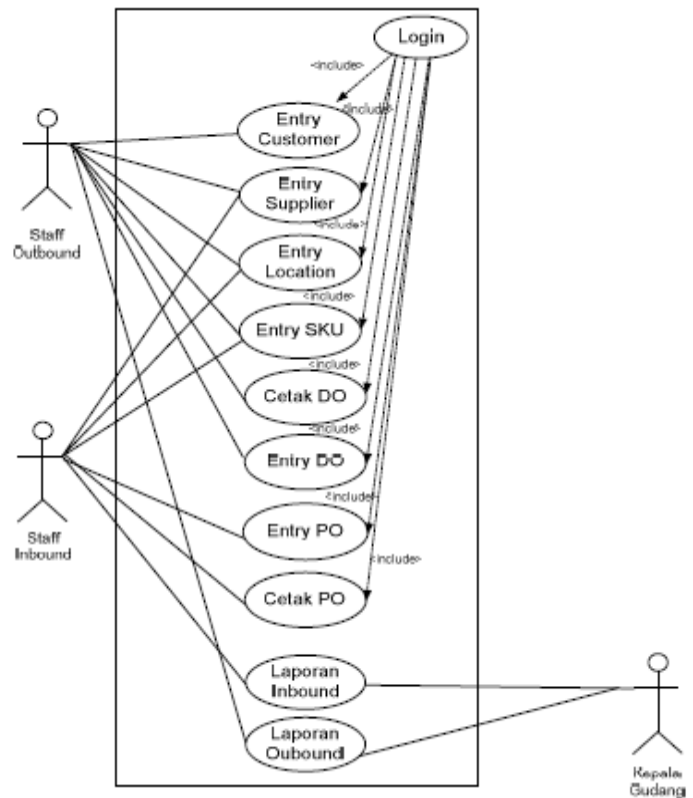 Login
<include>
<include>
Entry
Customer
Entry
Supplier
<include>
Entry
Location
<include>
Entry SKU
<include>
Cetak DO
<include>
Entry DO
<include>
Entry PO
<include>
Cetak PO
Laporan
Inbound
Laporan
Oubound
Staff
Outbound
Staff
Inbound
Kepala
Gudang